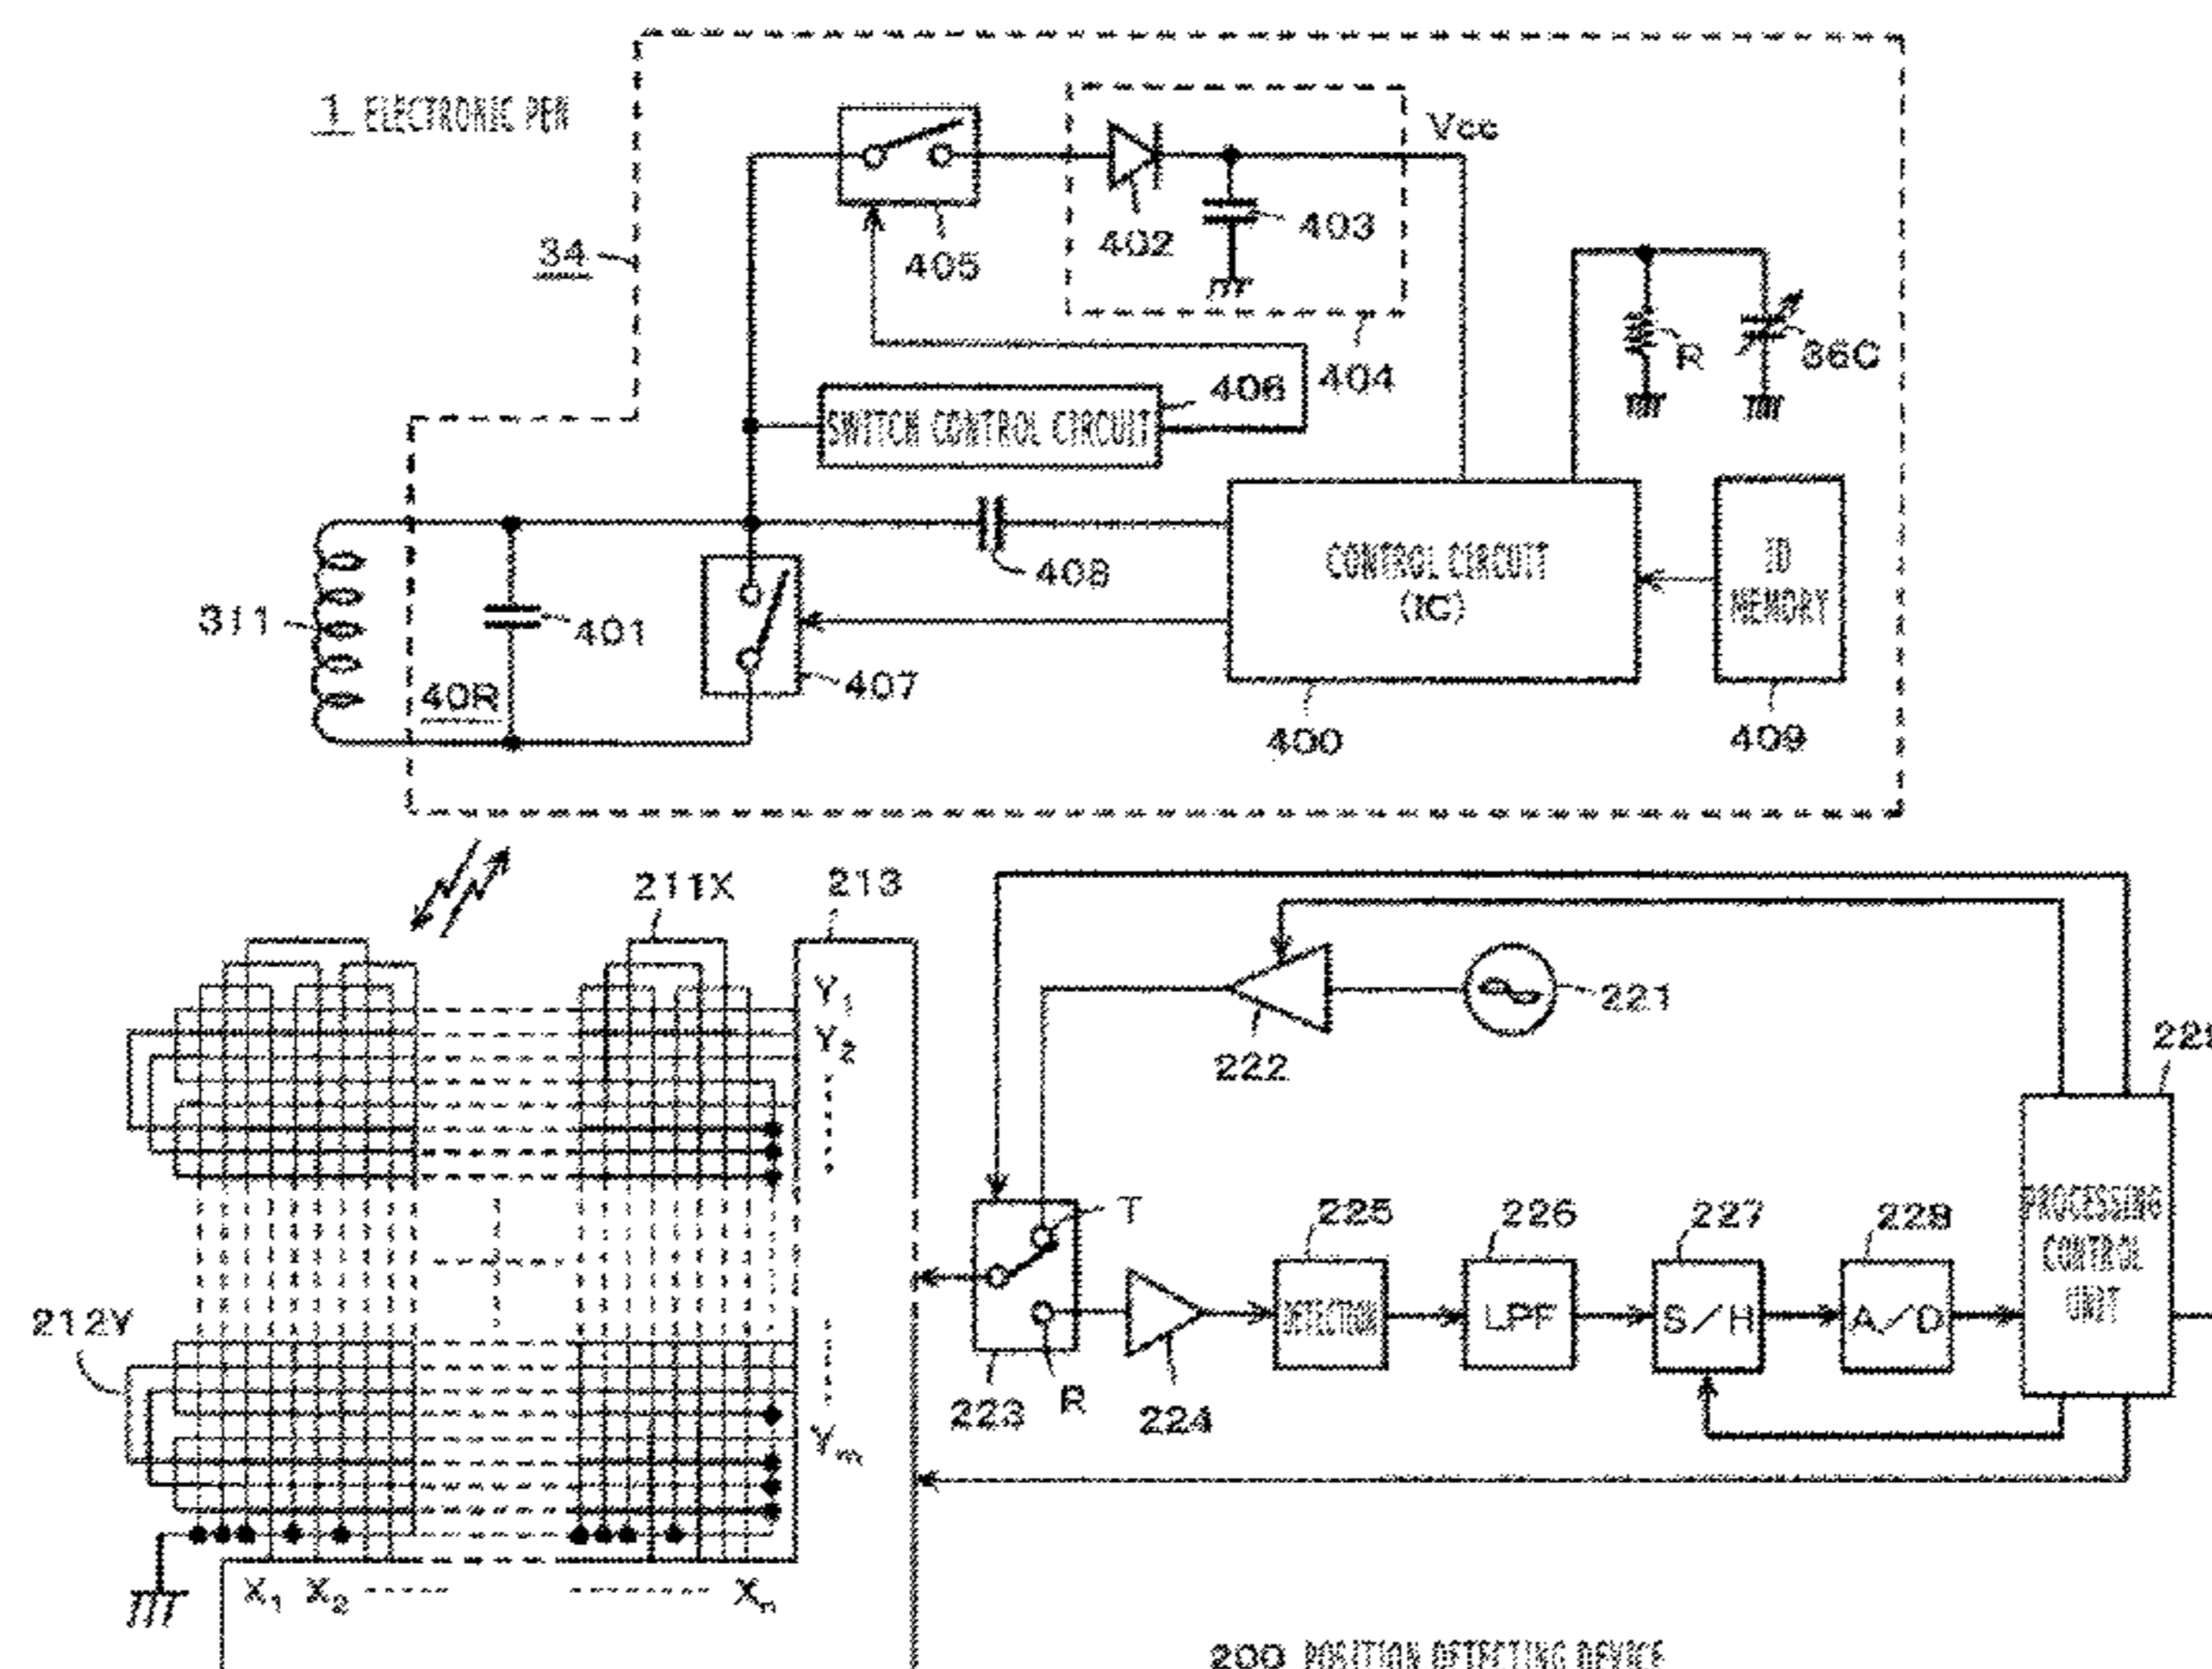 1 ELECTRONIC PEN
Vcc
34
405
402
403
404
R
36C
406
SWITCH CONTROL CIRCUIT
311
401
40R
407
408
CONTROL CIRCUIT
(IC)
ID
MEMORY
400
409
211X
213
Y1
Y2
222
221
T
225
226
227
PROCESSING
CONTROL
UNIT
DETECTION
LPF
S/H
A/D
212Y
223
R
224
Ym
X1 X2
Xn
200 POSITION DETECTING DEVICE